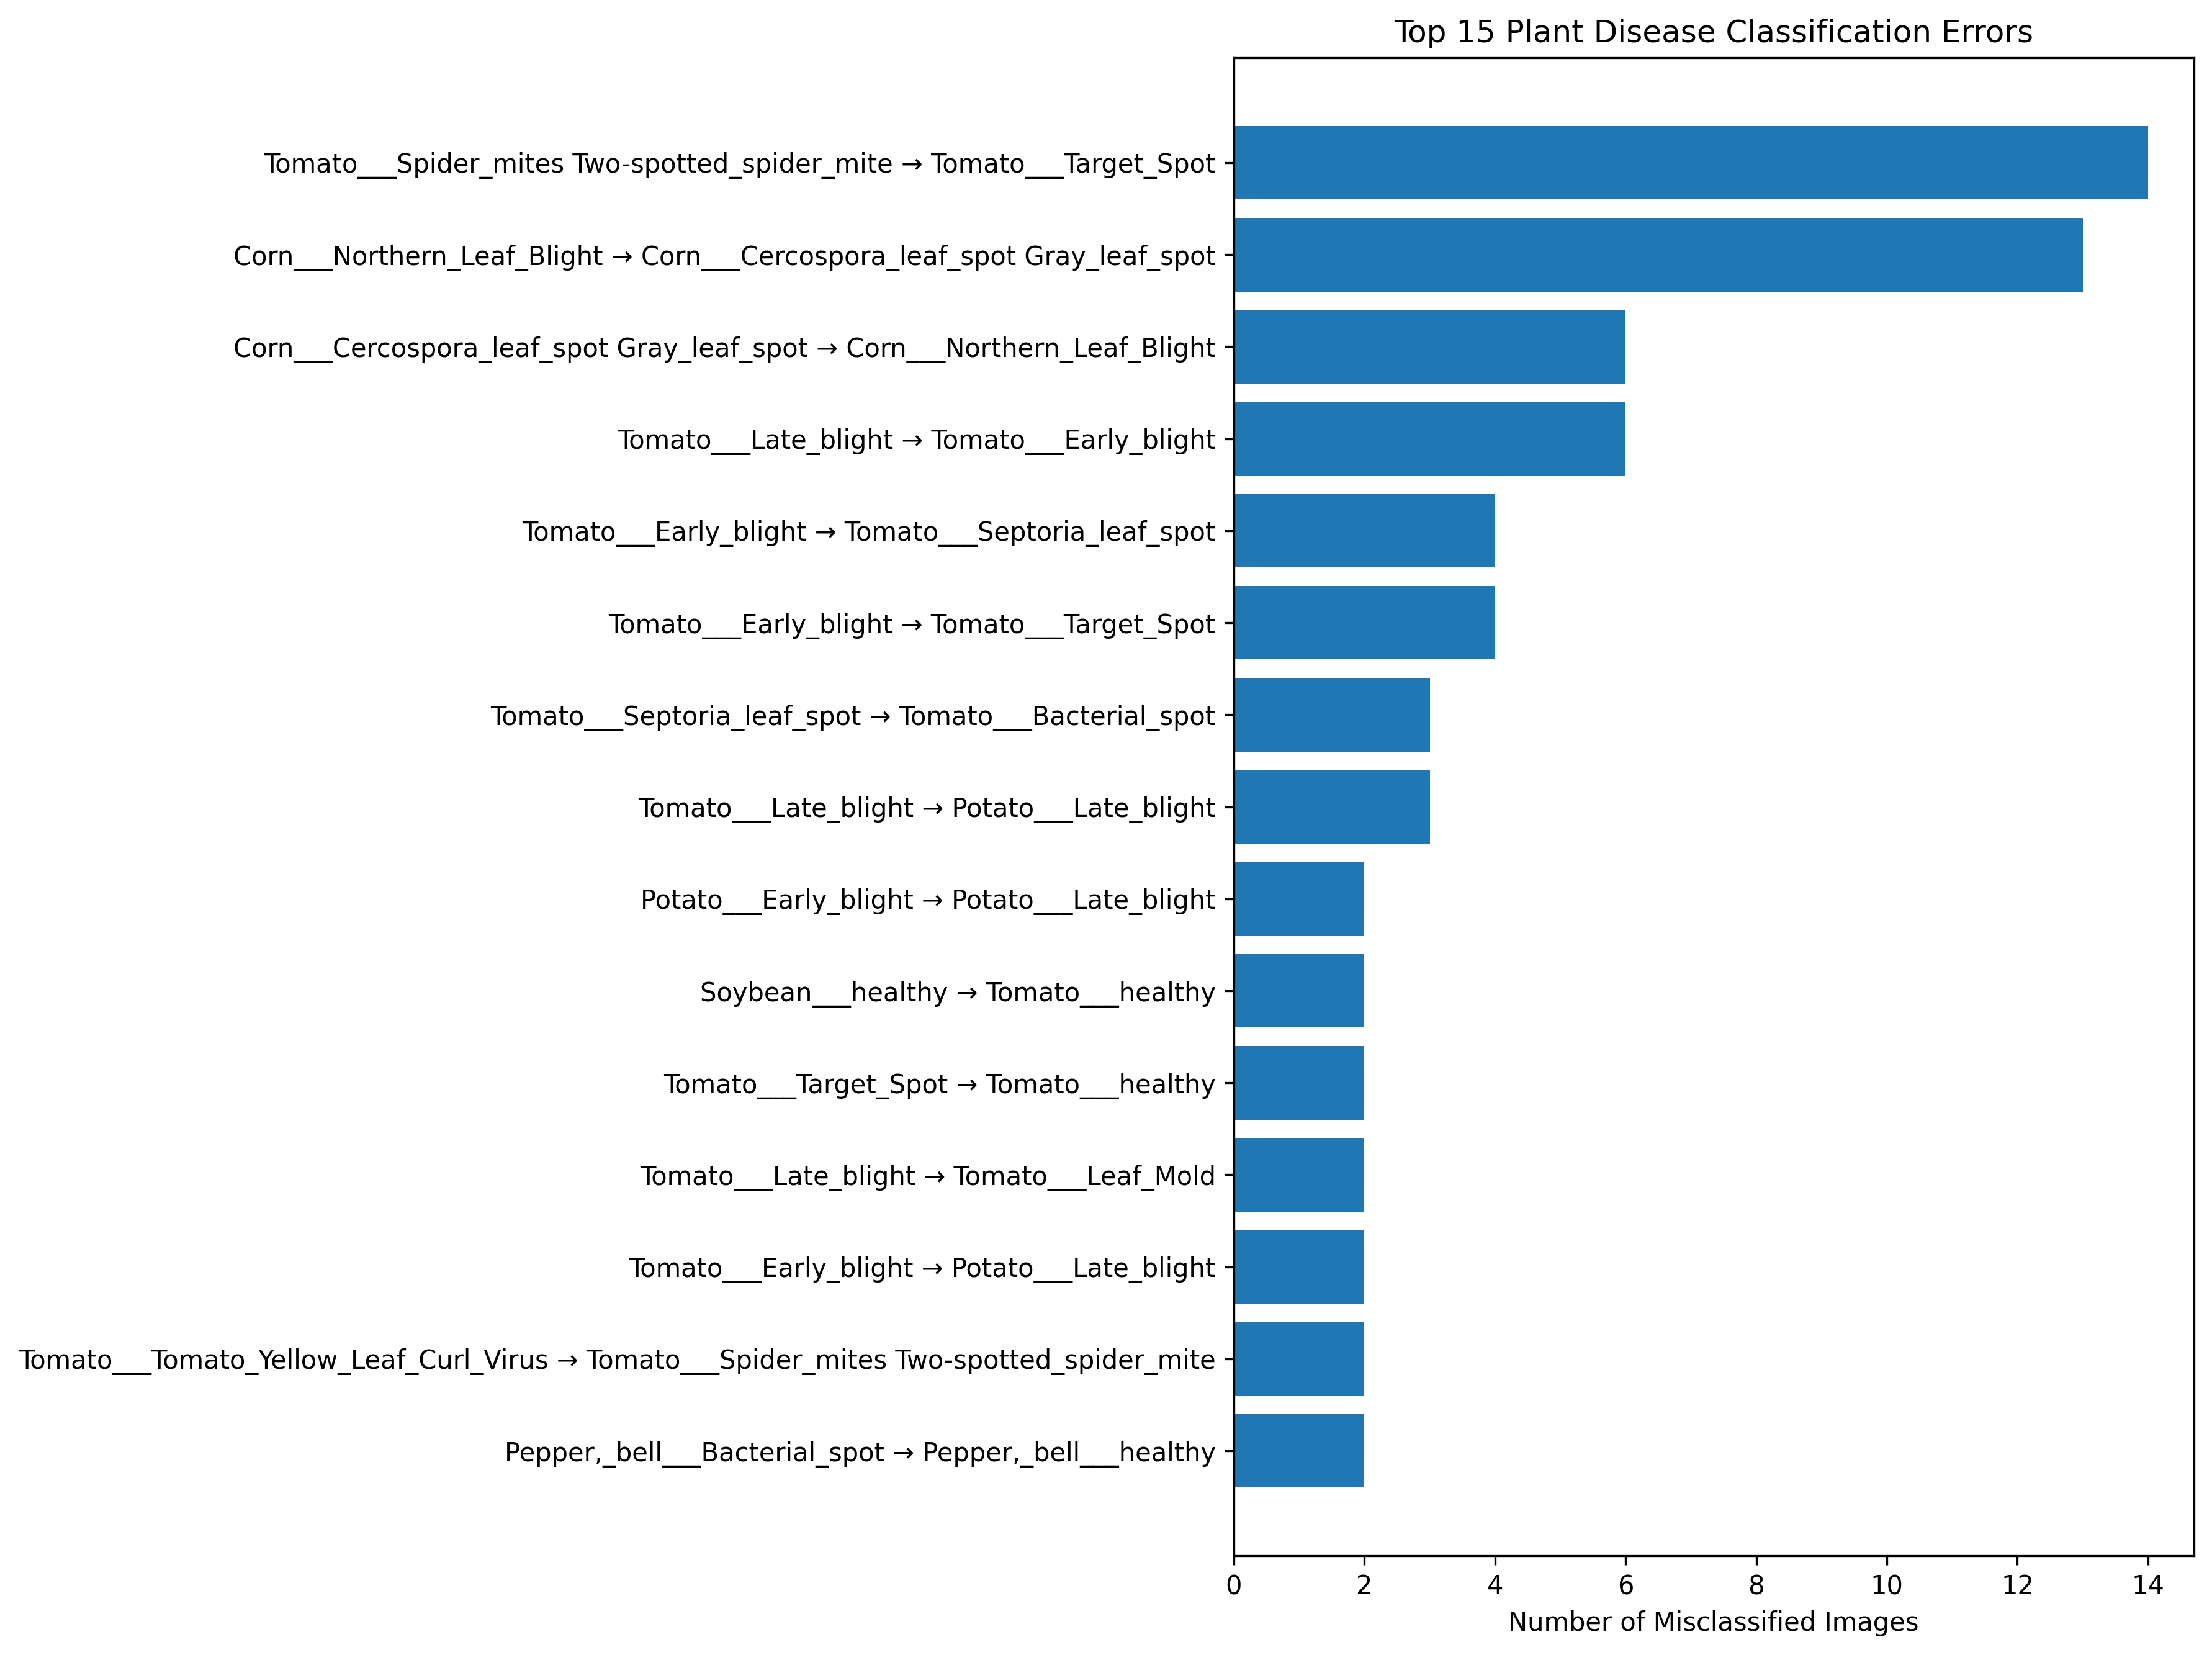 Top 15 Plant Disease Classification Errors
Tomato___Spider_mites Two-spotted_spider_mite → Tomato___Target_Spot
Corn___Northern_Leaf_Blight → Corn___Cercospora_leaf_spot Gray_leaf_spot
Corn___Cercospora_leaf_spot Gray_leaf_spot → Corn___Northern_Leaf_Blight
Tomato___Late_blight → Tomato___Early_blight
Tomato___Early_blight → Tomato___Septoria_leaf_spot
Tomato___Early_blight → Tomato___Target_Spot
Tomato___Septoria_leaf_spot → Tomato___Bacterial_spot
Tomato___Late_blight → Potato___Late_blight
Potato___Early_blight → Potato___Late_blight
Soybean___healthy → Tomato___healthy
Tomato___Target_Spot → Tomato___healthy
Tomato___Late_blight → Tomato___Leaf_Mold
Tomato___Early_blight → Potato___Late_blight
Tomato___Tomato_Yellow_Leaf_Curl_Virus → Tomato___Spider_mites Two-spotted_spider_mite
Pepper,_bell___Bacterial_spot → Pepper,_bell___healthy
0 2 4 6 8 10 12 14
Number of Misclassified Images